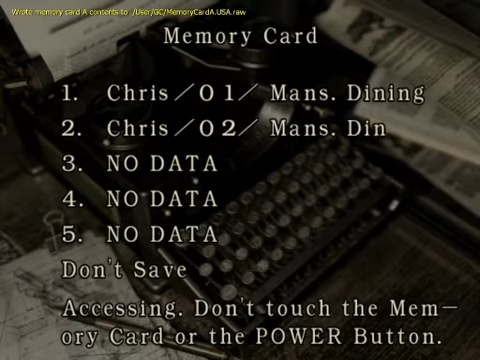 Wrote memory card A contents to ./User/GC/MemoryCardA.USA.raw
Memory Card
1. Chris／01／ Mans. Dining
2. Chris／02／ Mans. Din
3. NO DATA
4. NO DATA
5. NO DATA
Don't Save
Accessing. Don't touch the Mem—
ory Card or the POWER Button.